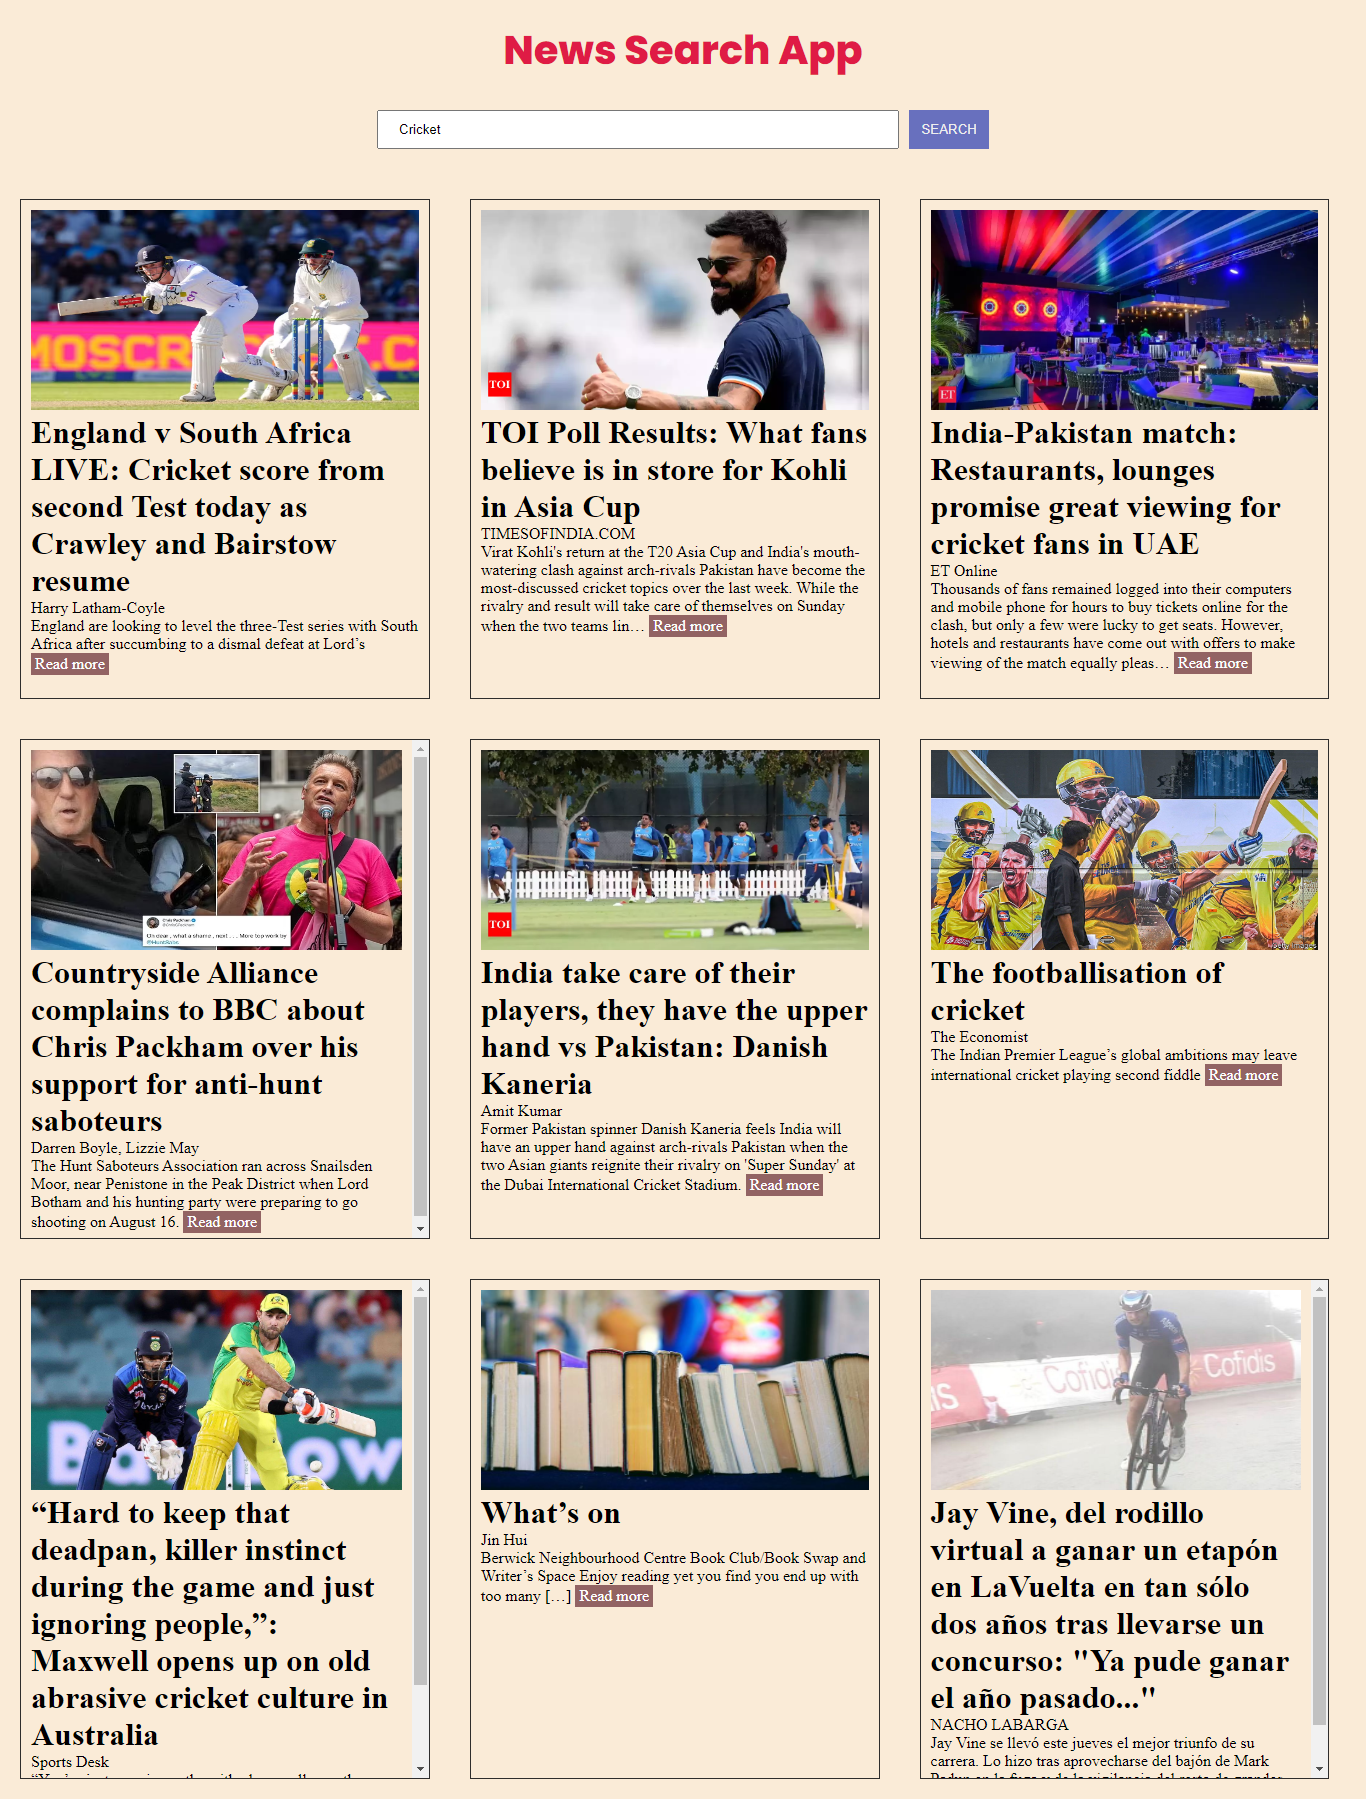 News Search App
Cricket
SEARCH
MOSCR
T.C
England v South Africa
LIVE: Cricket score from
second Test today as
Crawley and Bairstow
resume
Harry Latham-Coyle
England are looking to level the three-Test series with South
Africa after succumbing to a dismal defeat at Lord’s
Read more
TOI
TOI Poll Results: What fans
believe is in store for Kohli
in Asia Cup
TIMESOFINDIA.COM
Virat Kohli's return at the T20 Asia Cup and India's mouth-
watering clash against arch-rivals Pakistan have become the
most-discussed cricket topics over the last week. While the
rivalry and result will take care of themselves on Sunday
when the two teams lin… Read more
ET
India-Pakistan match:
Restaurants, lounges
promise great viewing for
cricket fans in UAE
ET Online
Thousands of fans remained logged into their computers
and mobile phone for hours to buy tickets online for the
clash, but only a few were lucky to get seats. However,
hotels and restaurants have come out with offers to make
viewing of the match equally pleas… Read more
Chris Packham
Oh dear , what a shame , next . . . . More top work by
@HuntSabs
Countryside Alliance
complains to BBC about
Chris Packham over his
support for anti-hunt
saboteurs
Darren Boyle, Lizzie May
The Hunt Saboteurs Association ran across Snailsden
Moor, near Penistone in the Peak District when Lord
Botham and his hunting party were preparing to go
shooting on August 16. Read more
TOI
India take care of their
players, they have the upper
hand vs Pakistan: Danish
Kaneria
Amit Kumar
Former Pakistan spinner Danish Kaneria feels India will
have an upper hand against arch-rivals Pakistan when the
two Asian giants reignite their rivalry on 'Super Sunday' at
the Dubai International Cricket Stadium. Read more
Getty Images
The footballisation of
cricket
The Economist
The Indian Premier League’s global ambitions may leave
international cricket playing second fiddle Read more
“Hard to keep that
deadpan, killer instinct
during the game and just
ignoring people,”:
Maxwell opens up on old
abrasive cricket culture in
Australia
Sports Desk
What’s on
Jin Hui
Berwick Neighbourhood Centre Book Club/Book Swap and
Writer’s Space Enjoy reading yet you find you end up with
too many […] Read more
dis
Cofidis
Cofidis
Jay Vine, del rodillo
virtual a ganar un etapón
en LaVuelta en tan sólo
dos años tras llevarse un
concurso: "Ya pude ganar
el año pasado..."
NACHO LABARGA
Jay Vine se llevó este jueves el mejor triunfo de su
carrera. Lo hizo tras aprovecharse del bajón de Mark